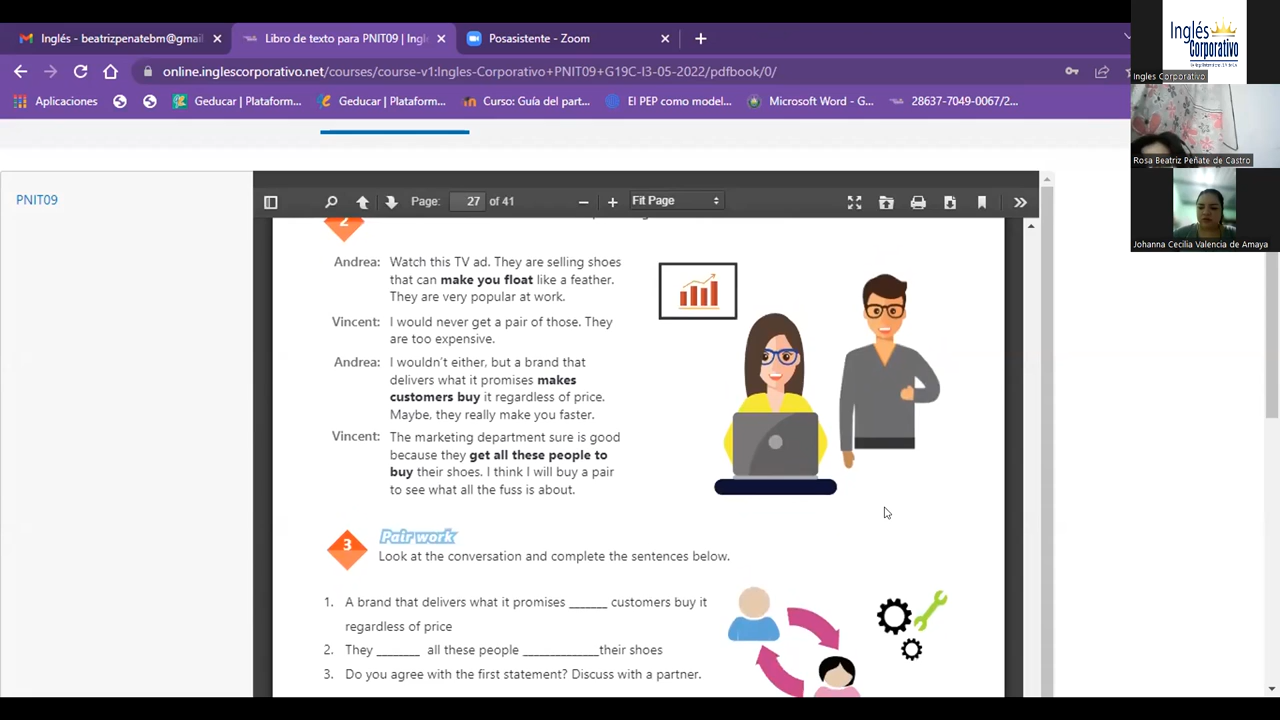 Inglés - beatrizpenatebm@gmai
Libro de texto para PNIT09 | Ingl
Posasistente - Zoom
online.inglescorporativo.net/courses/course-v1:Ingles-Corporativo+PNIT09+G19C-I3-05-2022/pdfbook/0/
Aplicaciones
Geducar | Plataform...
Geducar | Plataform...
Curso: Guía del part...
El PEP como model...
Microsoft Word - G...
28637-7049-0067/2...
Inglés
Corporativo
Ingles Corporativo
Rosa Beatriz Peñate de Castro
Johanna Cecilia Valencia de Amaya
PNIT09
Page: 27 of 41
Fit Page
2
Andrea: Watch this TV ad. They are selling shoes
that can make you float like a feather.
They are very popular at work.
Vincent: I would never get a pair of those. They
are too expensive.
Andrea: I wouldn't either, but a brand that
delivers what it promises makes
customers buy it regardless of price.
Maybe, they really make you faster.
Vincent: The marketing department sure is good
because they get all these people to
buy their shoes. I think I will buy a pair
to see what all the fuss is about.
3 Pair work
Look at the conversation and complete the sentences below.
1. A brand that delivers what it promises _______ customers buy it
regardless of price
2. They ________ all these people ______________their shoes
3. Do you agree with the first statement? Discuss with a partner.